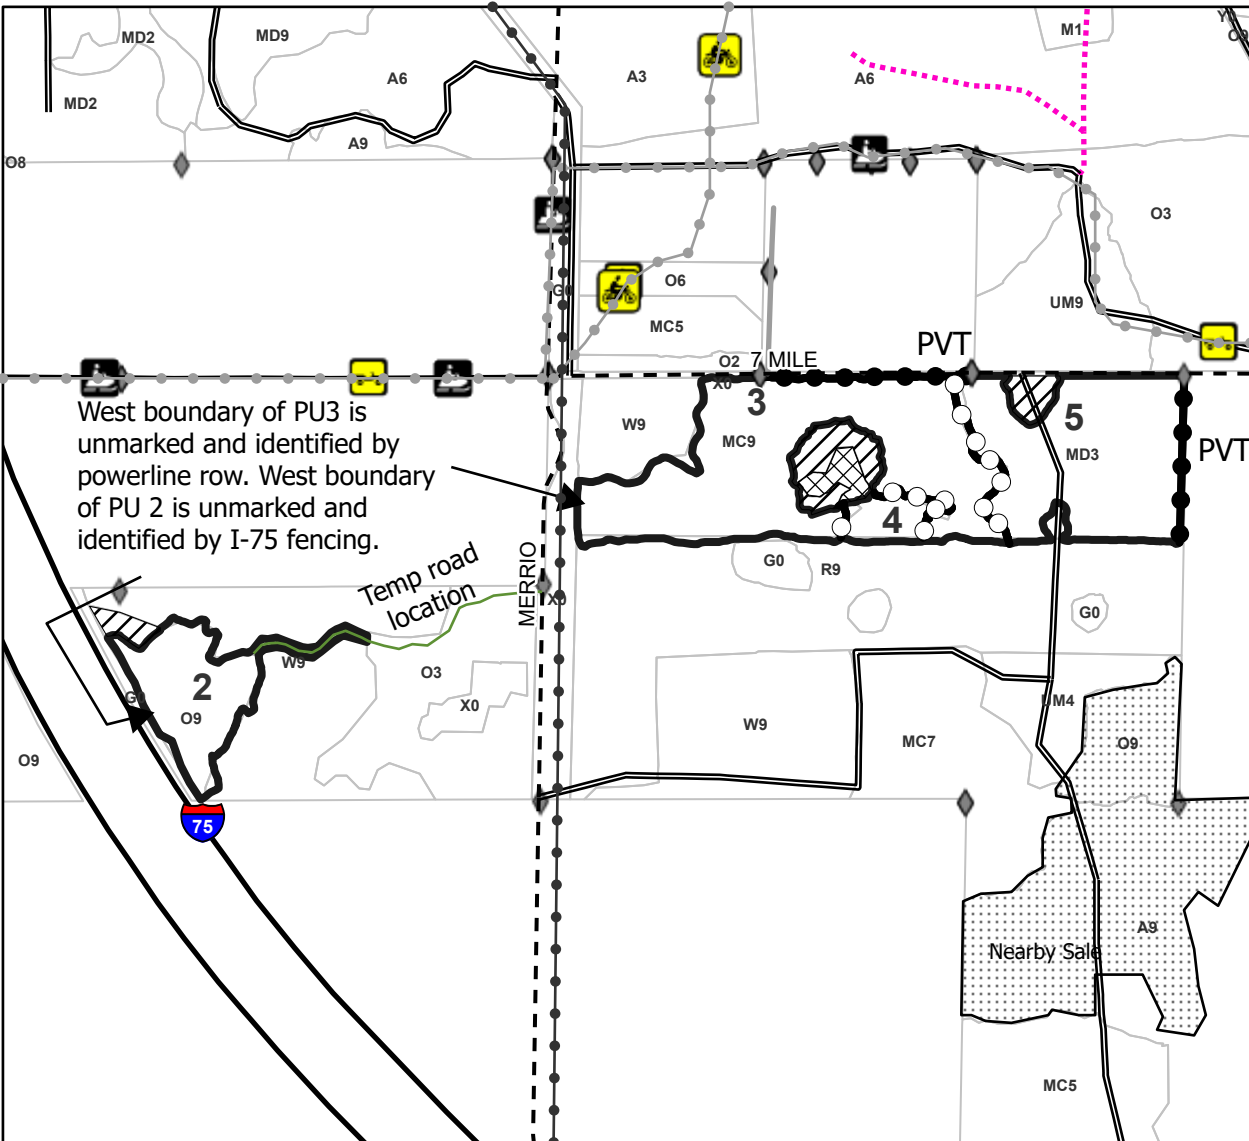 MD2
MD9
M1
A6
A3
A6
MD2
A9
O8
O3
O6
G0
UM9
MC5
O2
7 MILE
PVT
X0
West boundary of PU3 is
unmarked and identified by
powerline row. West boundary
of PU 2 is unmarked and
identified by I-75 fencing.
3
5
W9
MC9
MD3
PVT
4
G0
R9
Temp road
location
MERRIO
X0
G0
W9
O3
2
G0
O9
X0
UM4
W9
MC7
O9
O9
75
A9
Nearby Sale
MC5